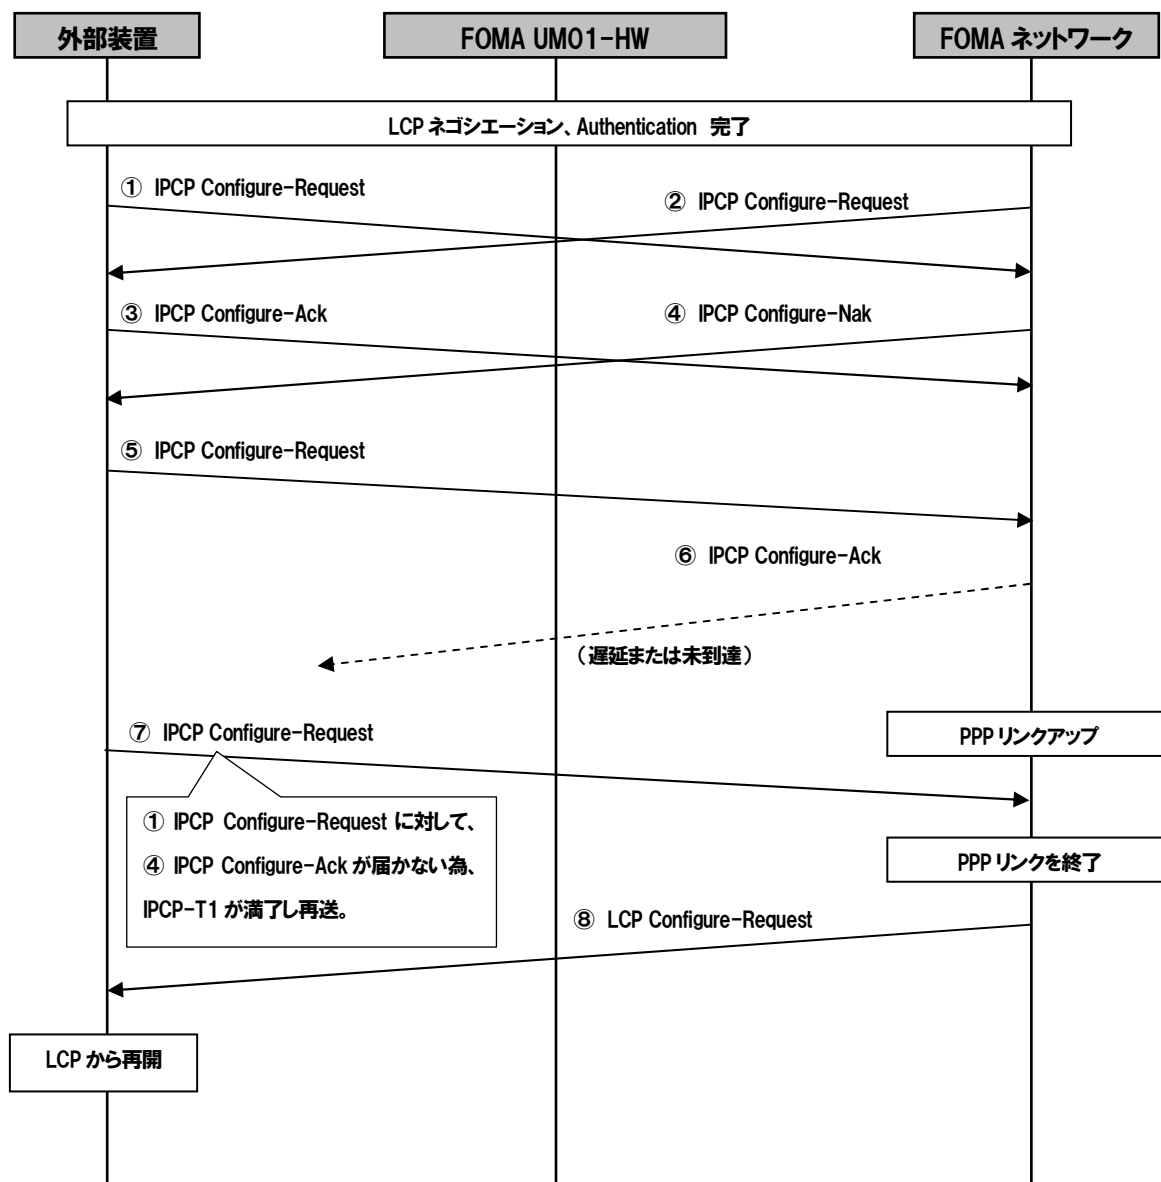 外部装置
FOMA UM01-HW
FOMA ネットワーク
LCP ネゴシエーション、Authentication 完了
① IPCP Configure-Request
② IPCP Configure-Request
③ IPCP Configure-Ack
④ IPCP Configure-Nak
⑤ IPCP Configure-Request
⑥ IPCP Configure-Ack
（遅延または未到達）
⑦ IPCP Configure-Request
PPP リンクアップ
① IPCP Configure-Request に対して、
④ IPCP Configure-Ack が届かない為、
IPCP-T1 が満了し再送。
PPP リンクを終了
⑧ LCP Configure-Request
LCP から再開